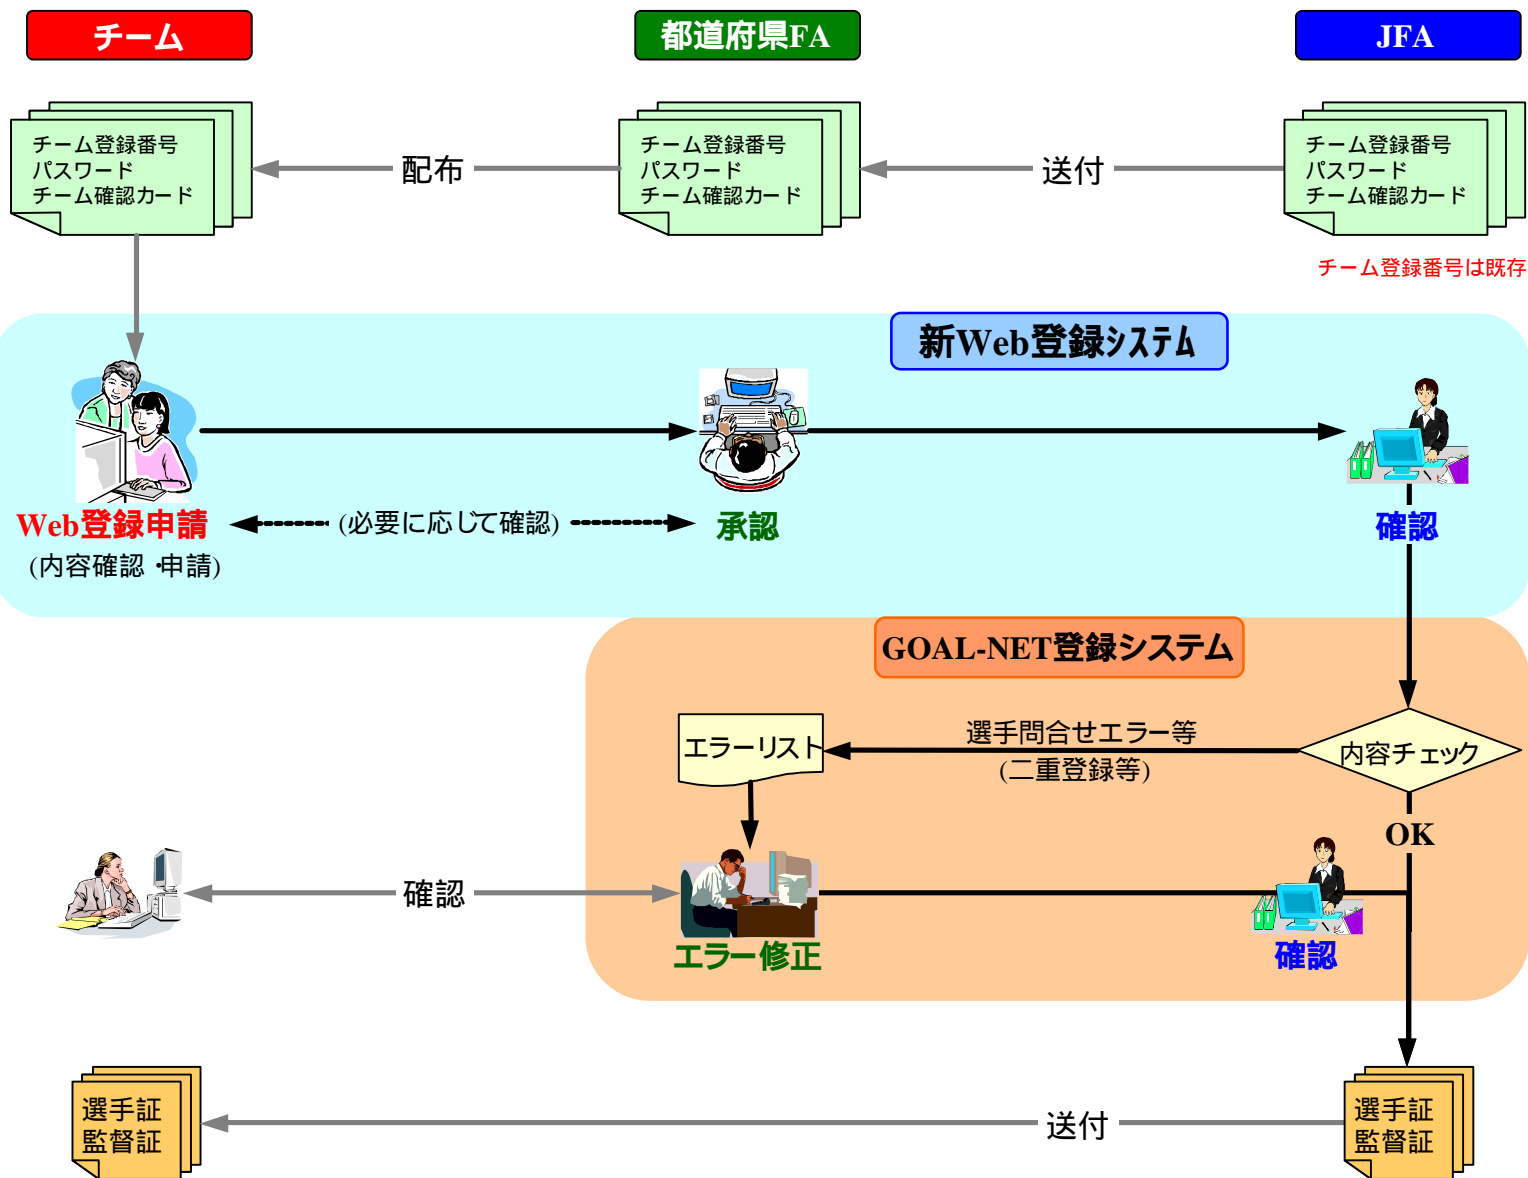 チーム
都道府県FA
JFA
チーム登録番号
パスワード
チーム確認カード
配布
チーム登録番号
パスワード
チーム確認カード
送付
チーム登録番号
パスワード
チーム確認カード
チーム登録番号は既存
新Web登録ｼｽﾃﾑ
Web登録申請
(必要に応じて確認)
承認
確認
(内容確認・申請)
GOAL-NET登録システム
エラーリスト
選手問合せエラー等
(二重登録等)
内容チェック
OK
確認
エラー修正
確認
選手証
監督証
送付
選手証
監督証